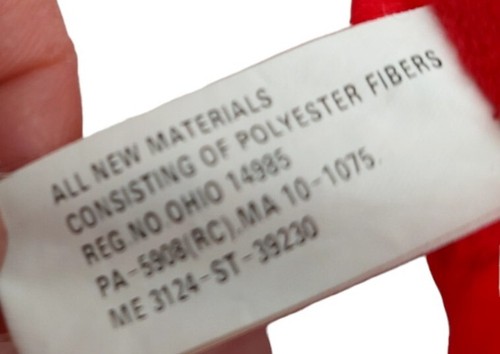 ALL NEW MATERIALS
CONSISTING OF POLYESTER FIBERS
REG.NO OHIO 14985
PA-5908(RC),MA 10-1075.
ME 3124-ST-39230